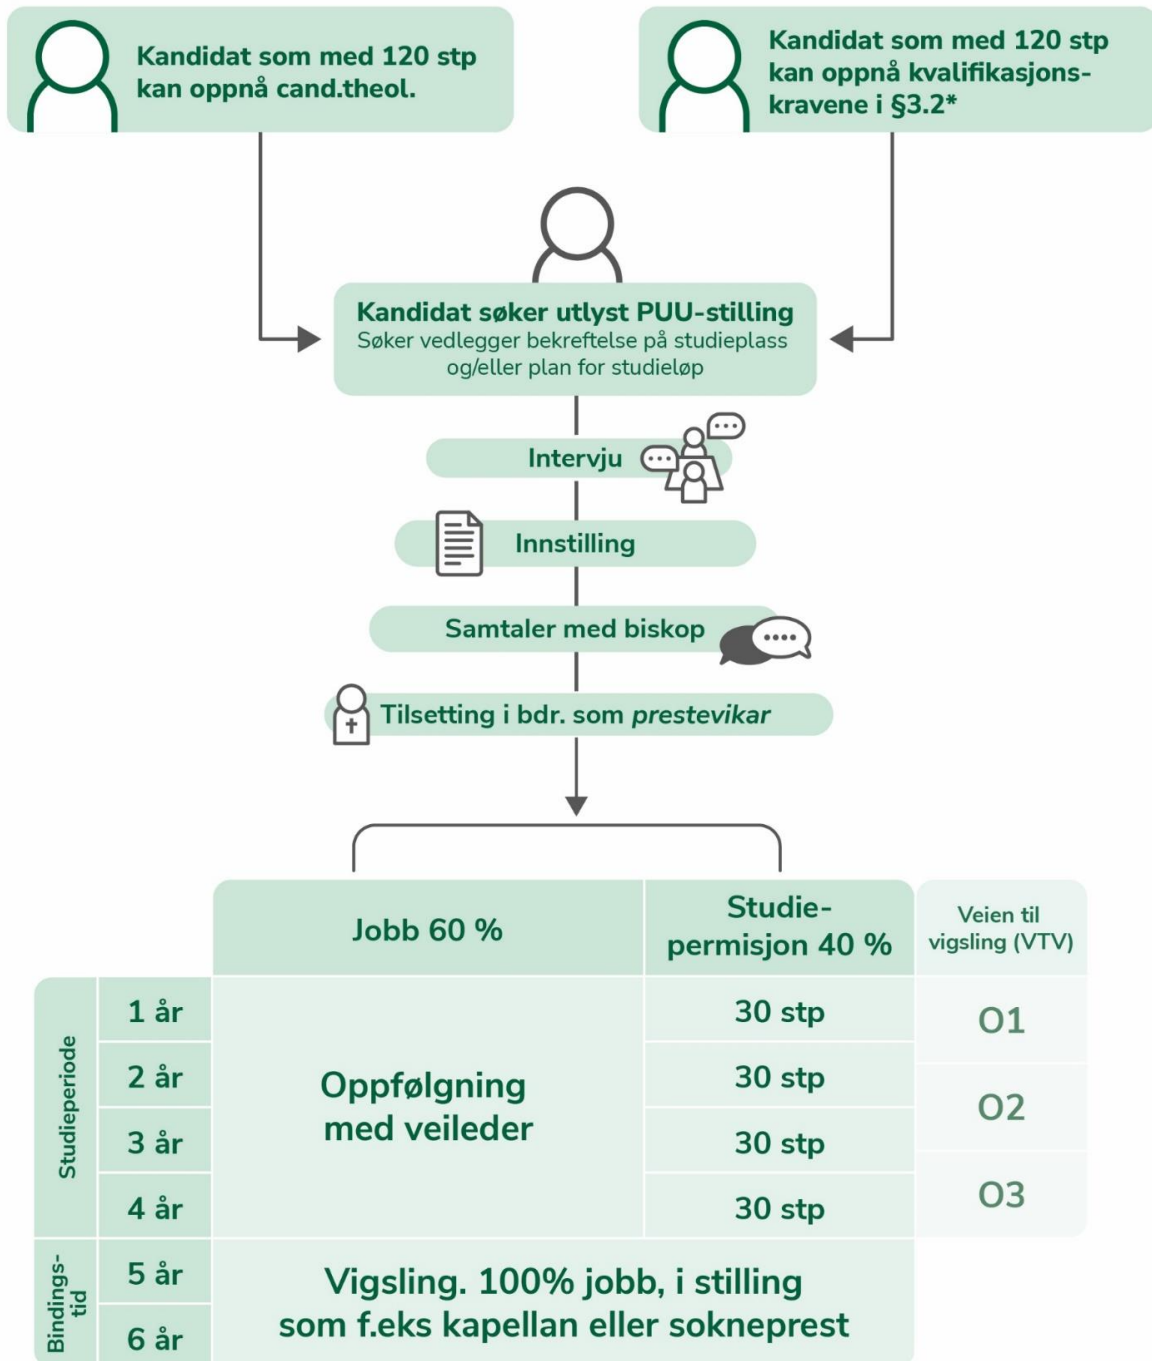 Kandidat som med 120 stp
kan oppnå cand.theol.
Kandidat som med 120 stp
kan oppnå kvalifikasjons-
kravene i §3.2*
Kandidat søker utlyst PUU-stilling
Søker vedlegger bekreftelse på studieplass
og/eller plan for studieløp
Intervju
Innstilling
Samtaler med biskop
Tilsetting i bdr. som prestevikar
Jobb 60 %
Studie-
permisjon 40 %
Veien til
vigsling (VTV)
Studieperiode
1 år
2 år
3 år
4 år
Oppfølgning
med veileder
30 stp
30 stp
30 stp
30 stp
O1
O2
O3
Bindings-
tid
5 år
6 år
Vigsling. 100% jobb, i stilling
som f.eks kapellan eller sokneprest